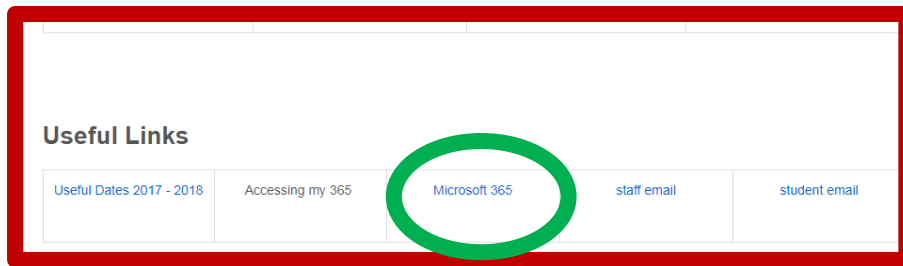 Useful Links
Useful Dates 2017 - 2018 Accessing my 365 Microsoft 365 staff email student email